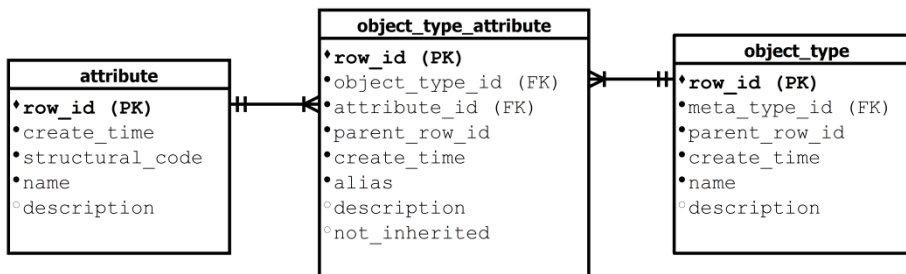 attribute
row_id (PK)
create_time
structural_code
name
description
object_type_attribute
row_id (PK)
object_type_id (FK)
attribute_id (FK)
parent_row_id
create_time
alias
description
not_inherited
object_type
row_id (PK)
meta_type_id (FK)
parent_row_id
create_time
name
description